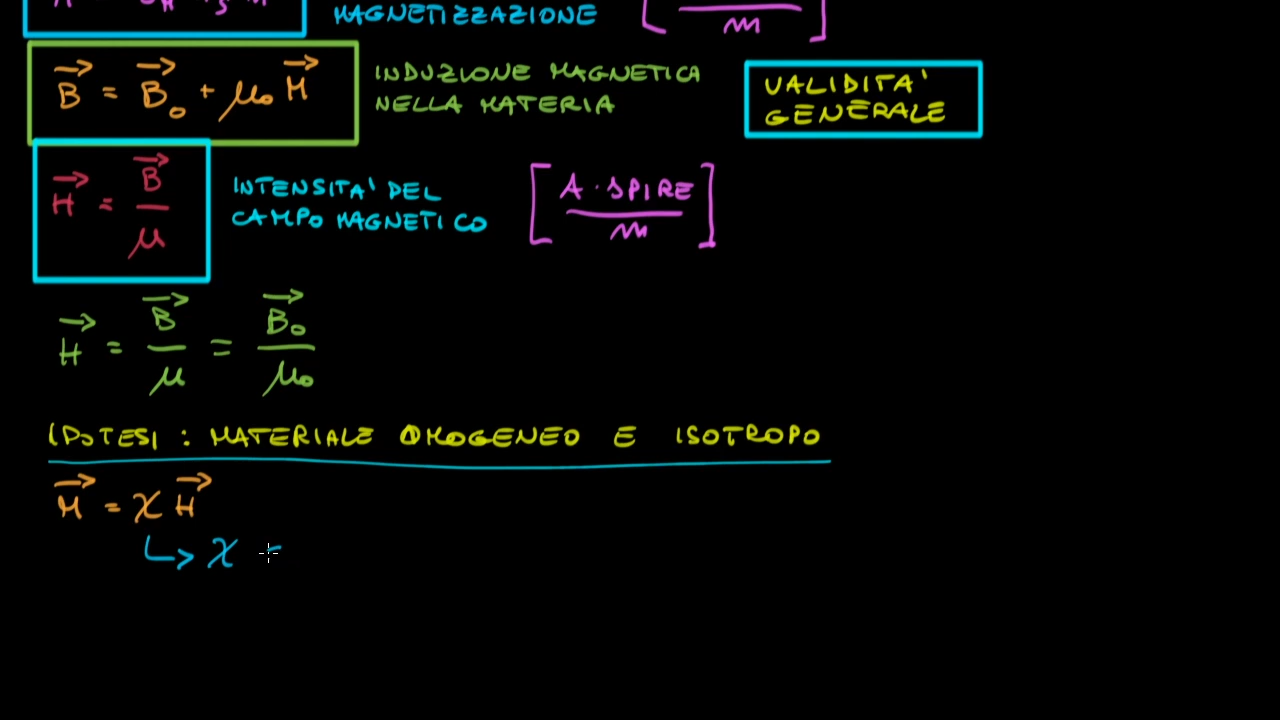 MAGNETIZZAZIONE
m
B = B₀ + μ₀ M
INDUZIONE MAGNETICA
NELLA MATERIA
VALIDITA'
GENERALE
H = B / μ
INTENSITA' DEL
CAMPO MAGNETICO
[A · SPIRE / m]
H = B / μ = B₀ / μ₀
IPOTESI : MATERIALE OMOGENEO E ISOTROPO
M = χ H
↳ χ